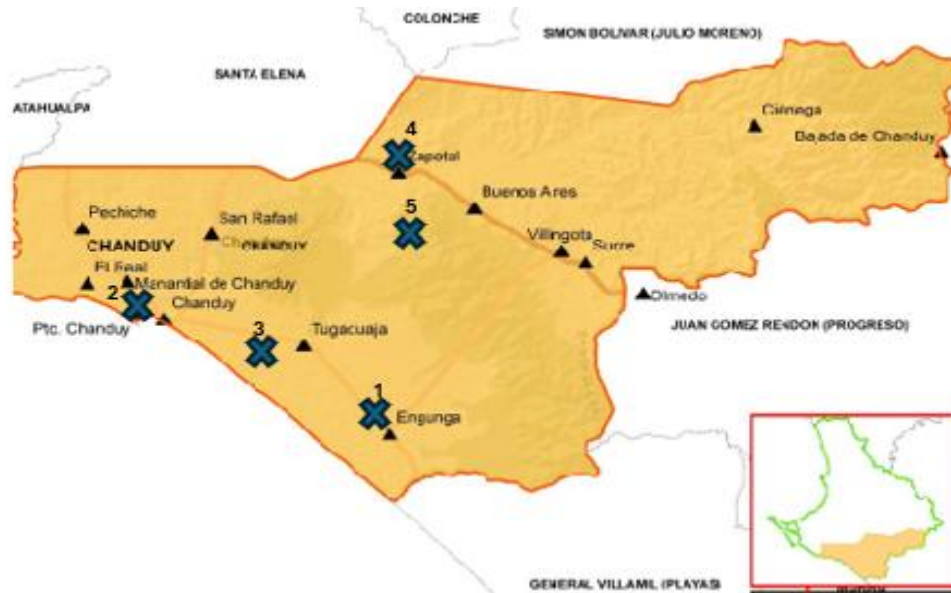 COLONCHE
SIMON BOLIVAR (JULIO MORENO)
SANTA ELENA
ATAHUALPA
4
Zapotal
Ciénega
Bajada de Chanduy
Buenos Ares
5
Pechiche
San Rafael
CHANDUY
Villingota
Sucre
El Real
Manantial de Chanduy
2
Chanduy
Olmedo
Ptc. Chanduy
3
Tugacuaja
JUAN GOMEZ RENDON (PROGRESO)
1
Engunga
GENERAL VILLAMIL (PLAYAS)